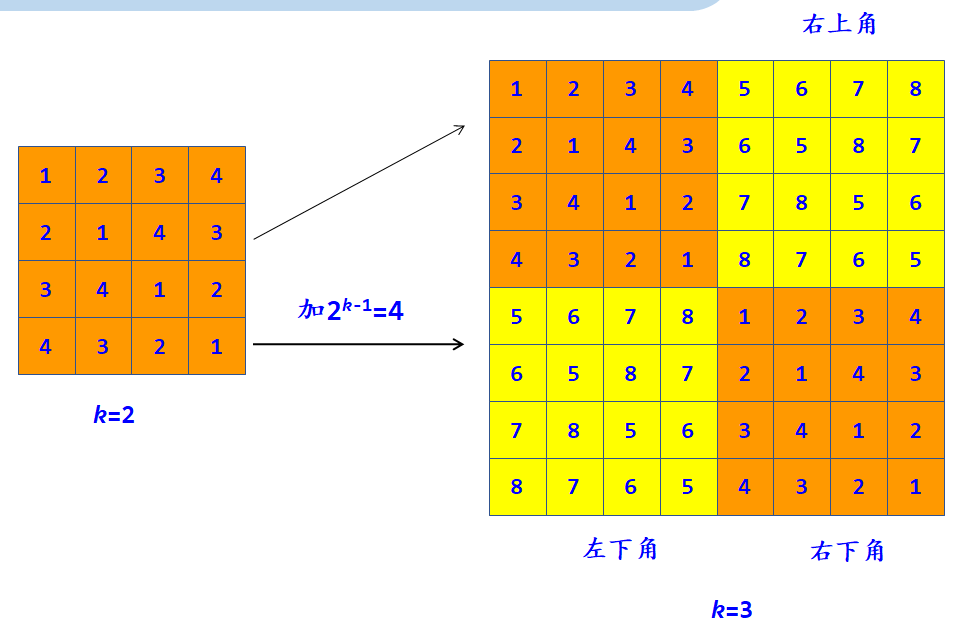 右上角
1 2 3 4
2 1 4 3
3 4 1 2
4 3 2 1
k=2
加2^{k-1}=4
1 2 3 4 5 6 7 8
2 1 4 3 6 5 8 7
3 4 1 2 7 8 5 6
4 3 2 1 8 7 6 5
5 6 7 8 1 2 3 4
6 5 8 7 2 1 4 3
7 8 5 6 3 4 1 2
8 7 6 5 4 3 2 1
左下角 右下角
k=3